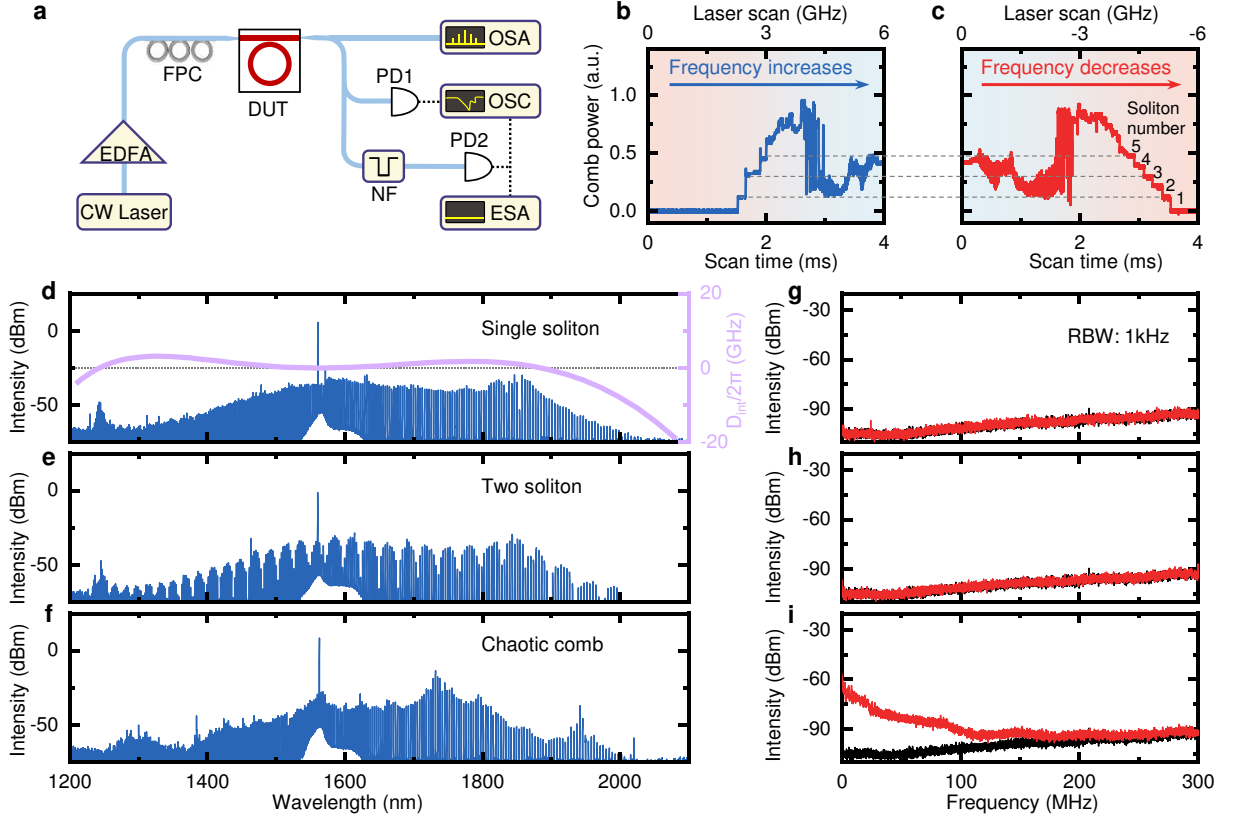 a
FPC
DUT
EDFA
CW Laser
PD1
PD2
NF
OSA
OSC
ESA
b
Laser scan (GHz)
0 3 6
Frequency increases
Comb power (a.u.)
1.0
0.5
0.0
0 2 4
Scan time (ms)
c
Laser scan (GHz)
0 -3 -6
Frequency decreases
Soliton
number
5
4
3
2
1
0 2 4
Scan time (ms)
d
Single soliton
Intensity (dBm)
0
-50
20
0
-20
D_int/2π (GHz)
e
Two soliton
Intensity (dBm)
0
-50
f
Chaotic comb
Intensity (dBm)
0
-50
1200 1400 1600 1800 2000
Wavelength (nm)
g
RBW: 1kHz
Intensity (dBm)
-30
-60
-90
h
Intensity (dBm)
-30
-60
-90
i
Intensity (dBm)
-30
-60
-90
0 100 200 300
Frequency (MHz)